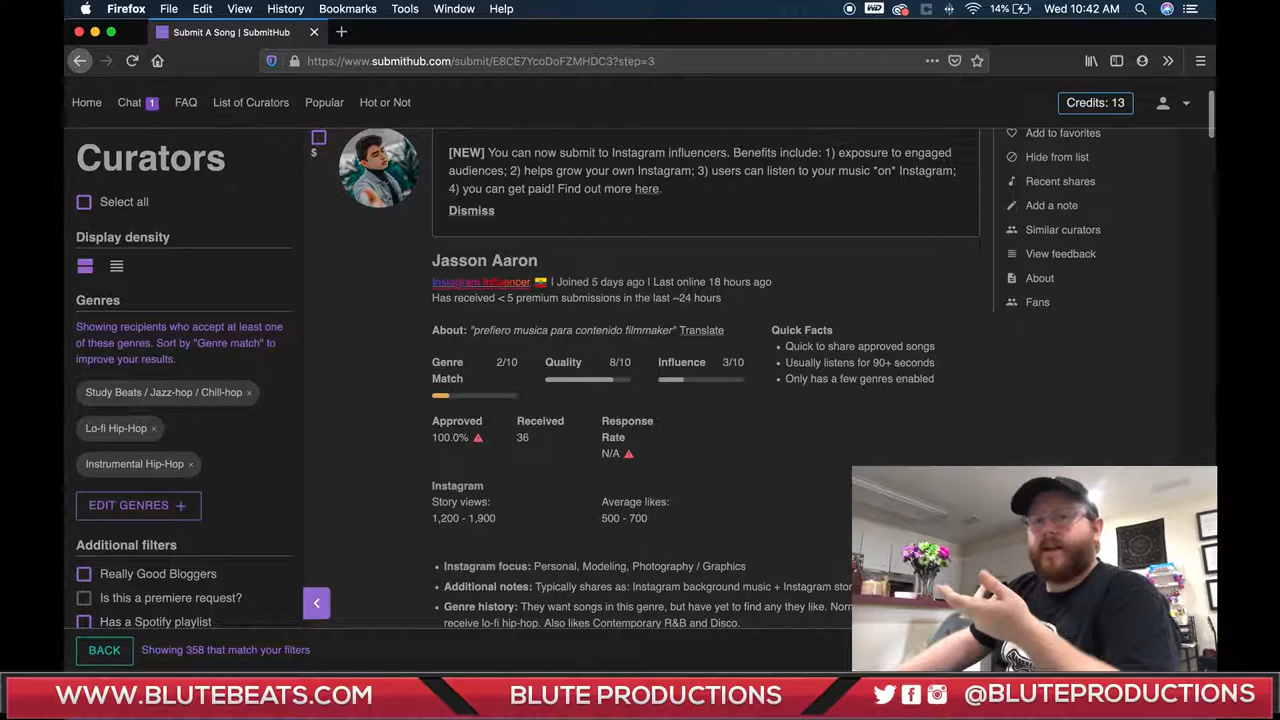 Firefox File Edit View History Bookmarks Tools Window Help
WD 14% Wed 10:42 AM
Submit A Song | SubmitHub
https://www.submithub.com/submit/E8CE7YcoDoFZMHDC3?step=3
Home Chat 1 FAQ List of Curators Popular Hot or Not Credits: 13
Curators
Select all
Display density
Genres
Showing recipients who accept at least one
of these genres. Sort by "Genre match" to
improve your results.
Study Beats / Jazz-hop / Chill-hop ×
Lo-fi Hip-Hop ×
Instrumental Hip-Hop ×
EDIT GENRES +
Additional filters
Really Good Bloggers
Is this a premiere request?
Has a Spotify playlist
BACK
Showing 358 that match your filters
$
[NEW] You can now submit to Instagram influencers. Benefits include: 1) exposure to engaged
audiences; 2) helps grow your own Instagram; 3) users can listen to your music *on* Instagram;
4) you can get paid! Find out more here.
Dismiss
Jasson Aaron
Instagram Influencer | Joined 5 days ago | Last online 18 hours ago
Has received < 5 premium submissions in the last ~24 hours
About: "prefiero musica para contenido filmmaker" Translate
Genre Match 2/10
Quality 8/10
Influence 3/10
Approved
100.0%
Received
36
Response
Rate
N/A
Quick Facts
• Quick to share approved songs
• Usually listens for 90+ seconds
• Only has a few genres enabled
Instagram
Story views:
1,200 - 1,900
Average likes:
500 - 700
• Instagram focus: Personal, Modeling, Photography / Graphics
• Additional notes: Typically shares as: Instagram background music + Instagram stor
• Genre history: They want songs in this genre, but have yet to find any they like. Norm
receive lo-fi hip-hop. Also likes Contemporary R&B and Disco.
Add to favorites
Hide from list
Recent shares
Add a note
Similar curators
View feedback
About
Fans
WWW.BLUTEBEATS.COM
BLUTE PRODUCTIONS
@BLUTEPRODUCTIONS